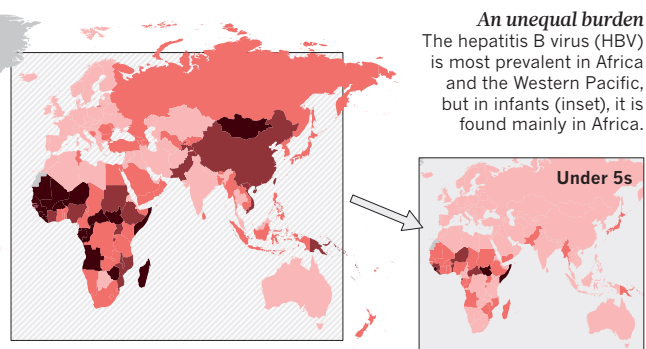 An unequal burden
The hepatitis B virus (HBV)
is most prevalent in Africa
and the Western Pacific,
but in infants (inset), it is
found mainly in Africa.
Under 5s